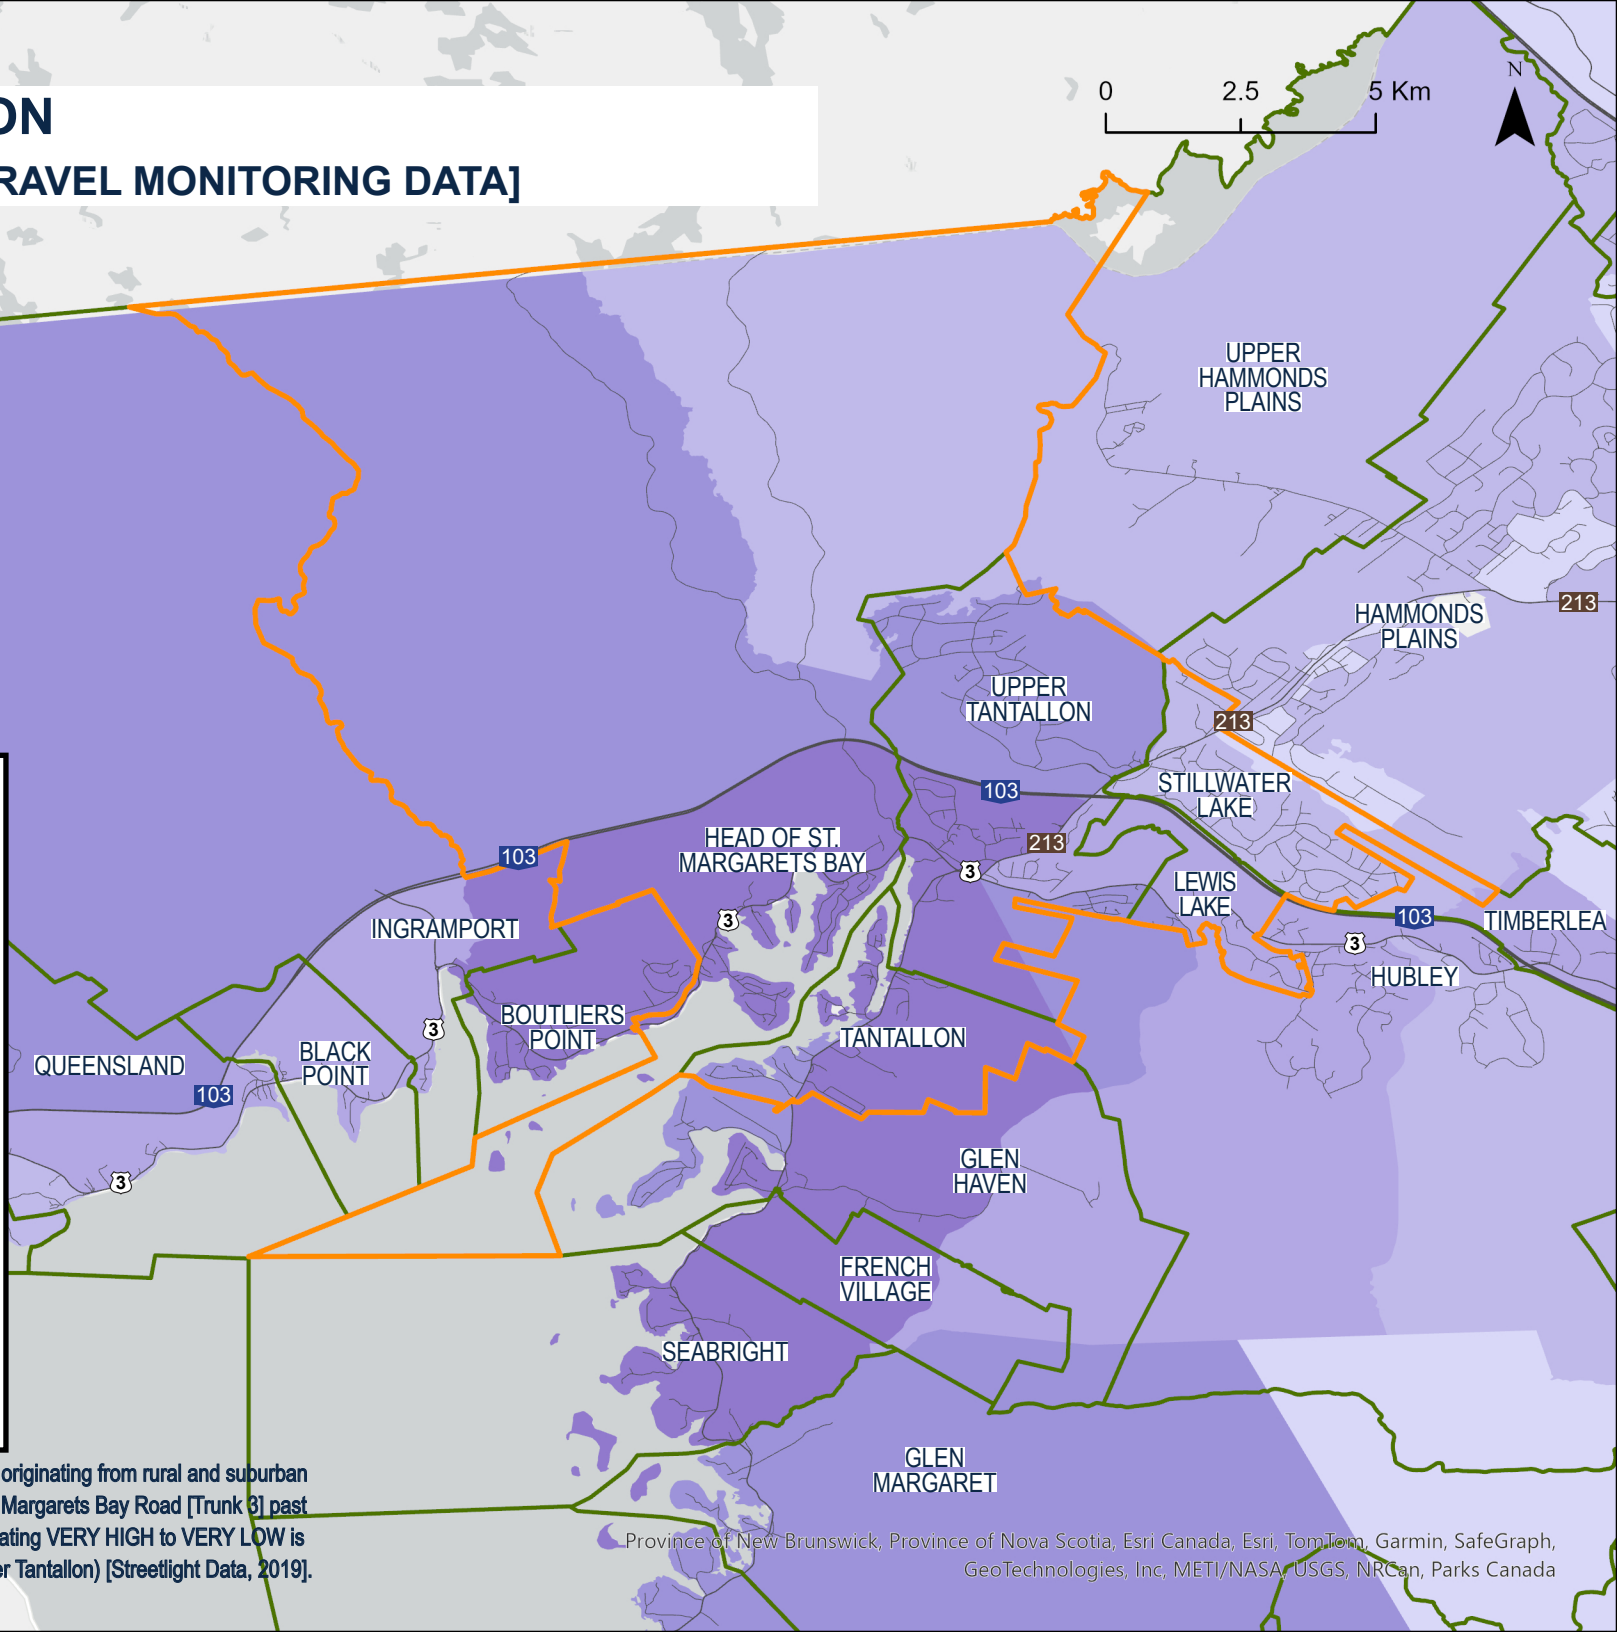 ON
RAVEL MONITORING DATA]
0 2.5 5 Km
N
UPPER
HAMMONDS
PLAINS
213
HAMMONDS
PLAINS
UPPER
TANTALLON
213
103
STILLWATER
LAKE
213
HEAD OF ST.
MARGARETS BAY
103
3
LEWIS
LAKE
3
103
TIMBERLEA
INGRAMPORT
3
HUBLEY
BOUTLIERS
POINT
3
TANTALLON
BLACK
POINT
QUEENSLAND
103
3
GLEN
HAVEN
FRENCH
VILLAGE
SEABRIGHT
GLEN
MARGARET
originating from rural and suburban
Margarets Bay Road [Trunk 3] past
ating VERY HIGH to VERY LOW is
er Tantallon) [Streetlight Data, 2019].
Province of New Brunswick, Province of Nova Scotia, Esri Canada, Esri, TomTom, Garmin, SafeGraph,
GeoTechnologies, Inc, METI/NASA, USGS, NRCan, Parks Canada